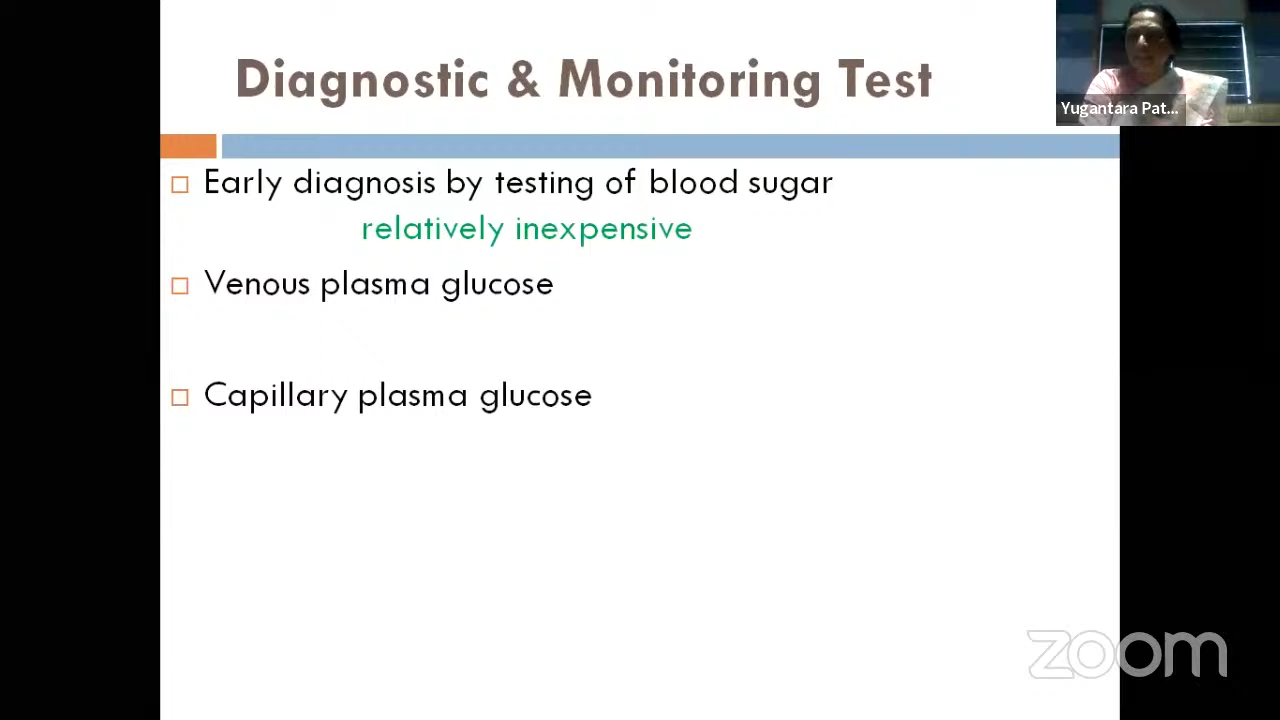 Diagnostic & Monitoring Test
Yugantara Pat...
Early diagnosis by testing of blood sugar
relatively inexpensive
Venous plasma glucose
Capillary plasma glucose
zoom